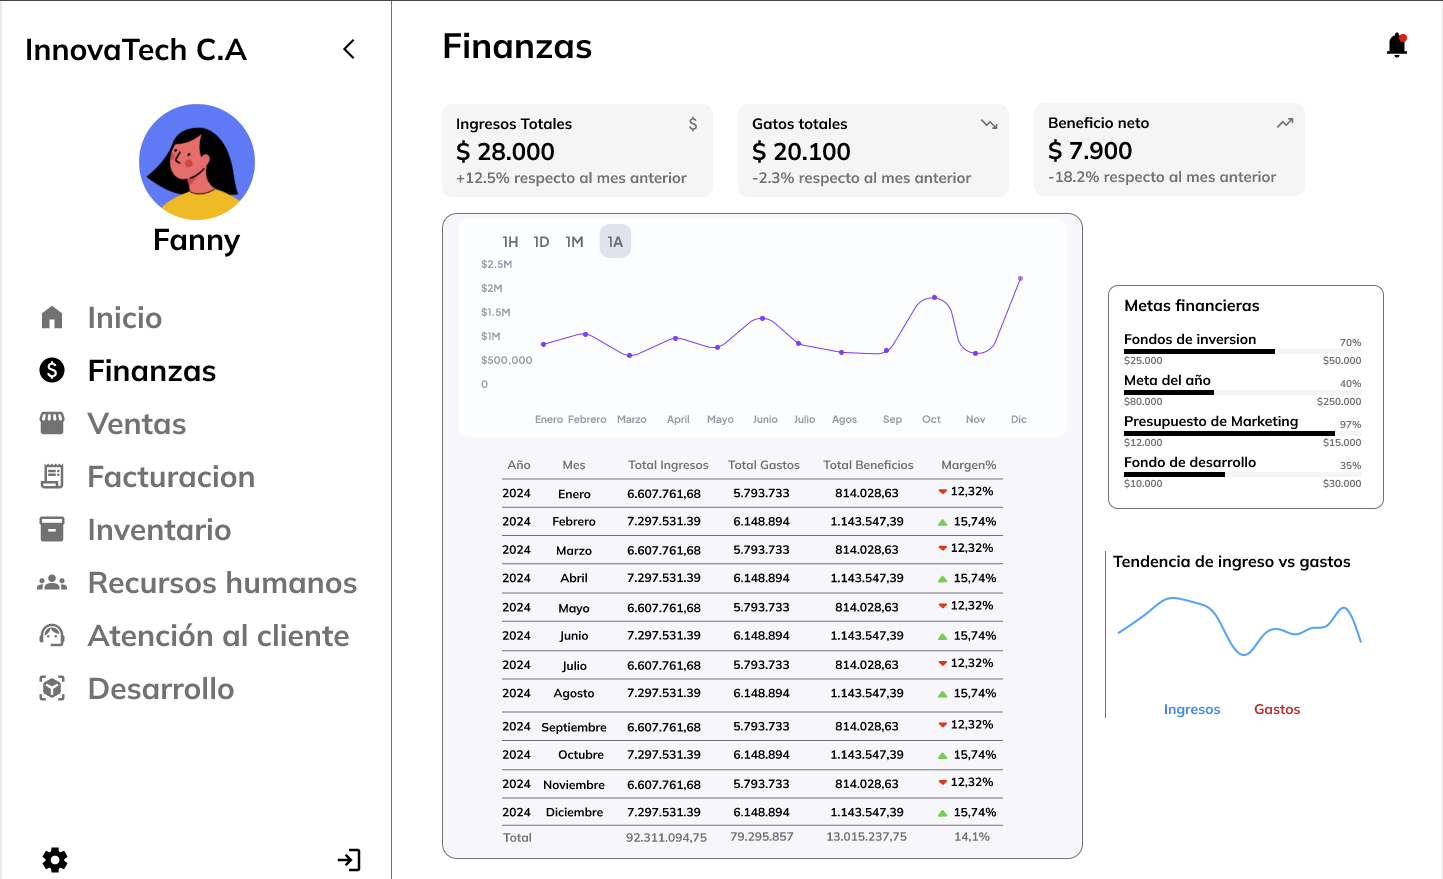 InnovaTech C.A
Fanny
Inicio
Finanzas
Ventas
Facturacion
Inventario
Recursos humanos
Atención al cliente
Desarrollo
Finanzas
Ingresos Totales $
$ 28.000
+12.5% respecto al mes anterior
Gatos totales
$ 20.100
-2.3% respecto al mes anterior
Beneficio neto
$ 7.900
-18.2% respecto al mes anterior
1H 1D 1M 1A
$2.5M
$2M
$1.5M
$1M
$500,000
0
Enero Febrero Marzo April Mayo Junio Julio Agos Sep Oct Nov Dic
Año Mes Total Ingresos Total Gastos Total Beneficios Margen%
2024 Enero 6.607.761,68 5.793.733 814.028,63 12,32%
2024 Febrero 7.297.531.39 6.148.894 1.143.547,39 15,74%
2024 Marzo 6.607.761,68 5.793.733 814.028,63 12,32%
2024 Abril 7.297.531.39 6.148.894 1.143.547,39 15,74%
2024 Mayo 6.607.761,68 5.793.733 814.028,63 12,32%
2024 Junio 7.297.531.39 6.148.894 1.143.547,39 15,74%
2024 Julio 6.607.761,68 5.793.733 814.028,63 12,32%
2024 Agosto 7.297.531.39 6.148.894 1.143.547,39 15,74%
2024 Septiembre 6.607.761,68 5.793.733 814.028,63 12,32%
2024 Octubre 7.297.531.39 6.148.894 1.143.547,39 15,74%
2024 Noviembre 6.607.761,68 5.793.733 814.028,63 12,32%
2024 Diciembre 7.297.531.39 6.148.894 1.143.547,39 15,74%
Total 92.311.094,75 79.295.857 13.015.237,75 14,1%
Metas financieras
Fondos de inversion 70%
$25.000 $50.000
Meta del año 40%
$80.000 $250.000
Presupuesto de Marketing 97%
$12.000 $15.000
Fondo de desarrollo 35%
$10.000 $30.000
Tendencia de ingreso vs gastos
Ingresos Gastos